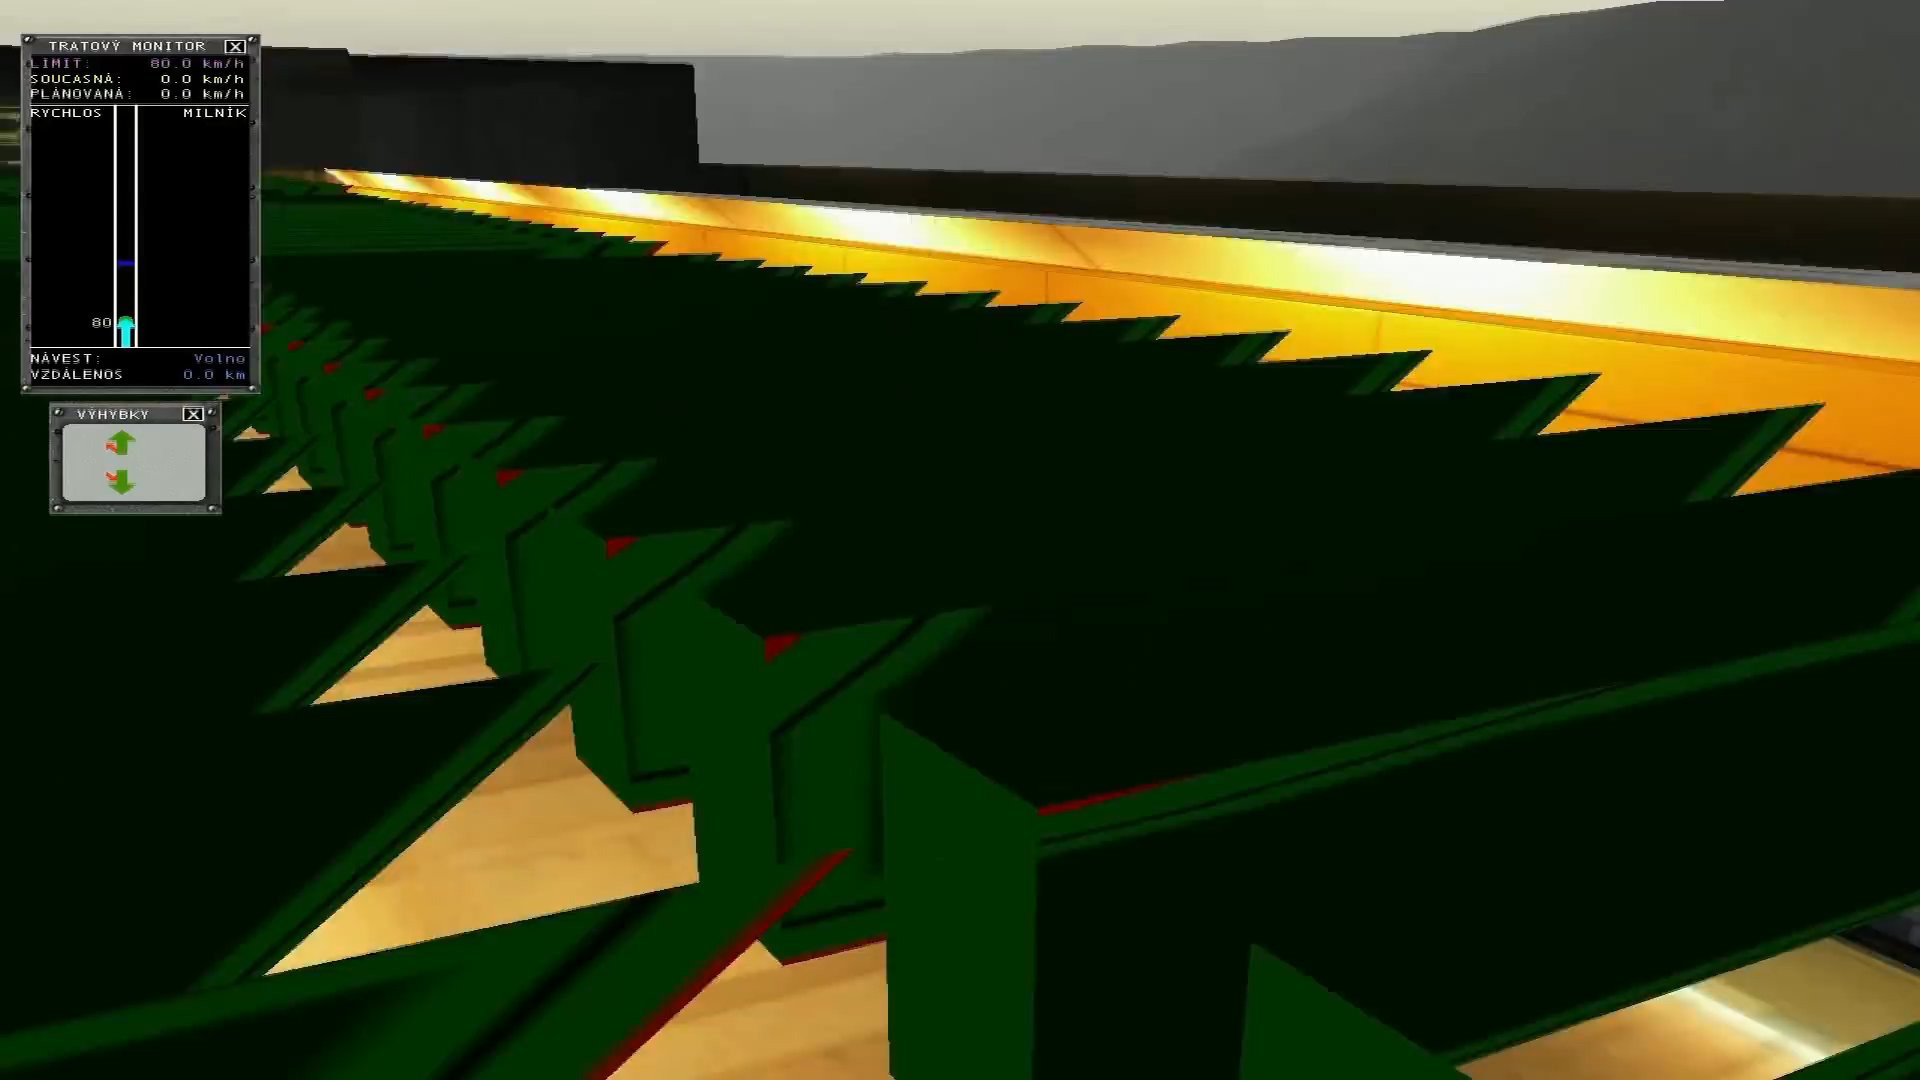 TRATOVÝ MONITOR X
LIMIT: 80.0 km/h
SOUCASNÁ: 0.0 km/h
PLÁNOVANÁ: 0.0 km/h
RYCHLOS MILNÍK
80
NÁVEST: Volno
VZDÁLENOS 0.0 km
VÝHYBKY X